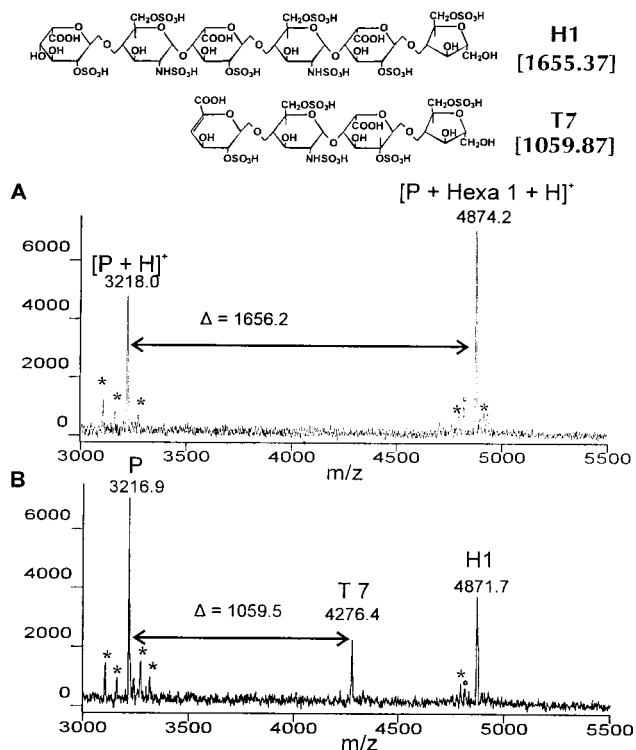 CH₂OSO₃H CH₂OSO₃H CH₂OSO₃H
H1
[1655.37]
O COOH OH O O OH O O COOH OH O O OH O O COOH OH O O OH CH₂OH
HO OSO₃H NHSO₃H OSO₃H NHSO₃H OSO₃H
COOH CH₂OSO₃H CH₂OSO₃H
T7
[1059.87]
O OH O O OH O O COOH OH O O OH CH₂OH
OSO₃H NHSO₃H OSO₃H
A
[P + Hexa 1 + H]⁺
4874.2
[P + H]⁺
3218.0
Δ = 1656.2
* * * * *
6000
4000
2000
0
3000 3500 4000 4500 5000 5500
m/z
B
P
3216.9
T 7
4276.4
H1
4871.7
Δ = 1059.5
* * * * *
6000
4000
2000
0
3000 3500 4000 4500 5000 5500
m/z